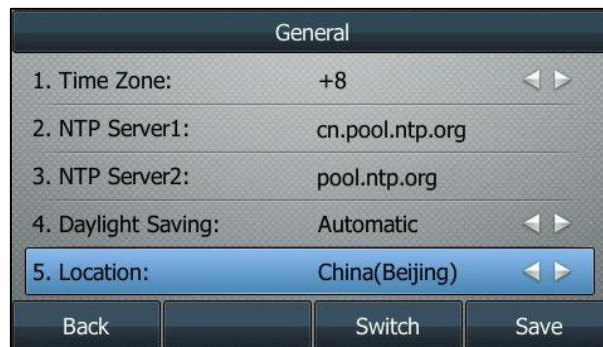 General
1. Time Zone: +8
2. NTP Server1: cn.pool.ntp.org
3. NTP Server2: pool.ntp.org
4. Daylight Saving: Automatic
5. Location: China(Beijing)
Back Switch Save